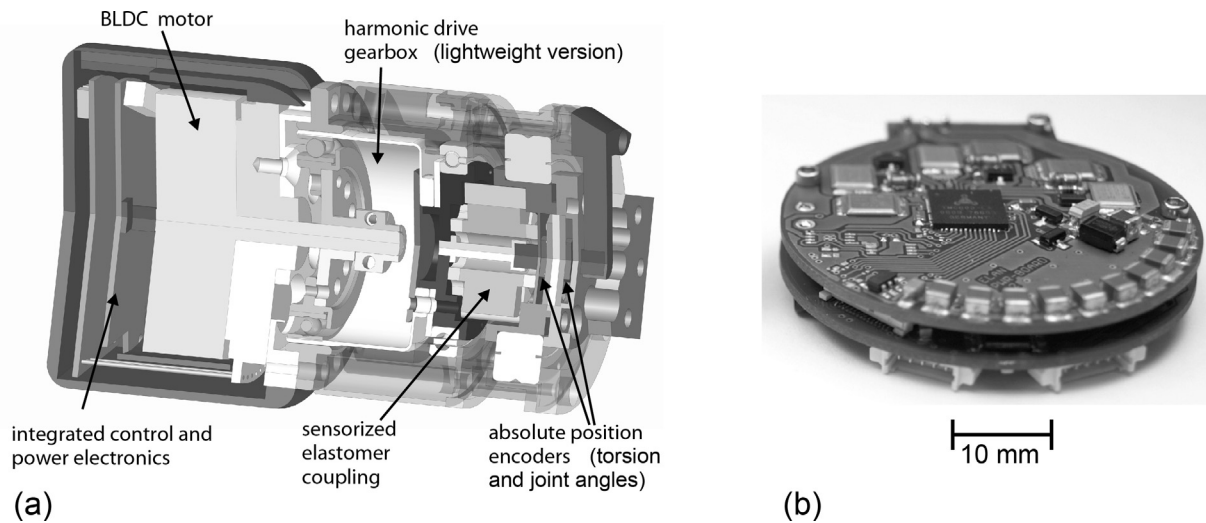 BLDC motor
harmonic drive
gearbox (lightweight version)
integrated control and
power electronics
sensorized
elastomer
coupling
absolute position
encoders (torsion
and joint angles)
(a)
10 mm
(b)